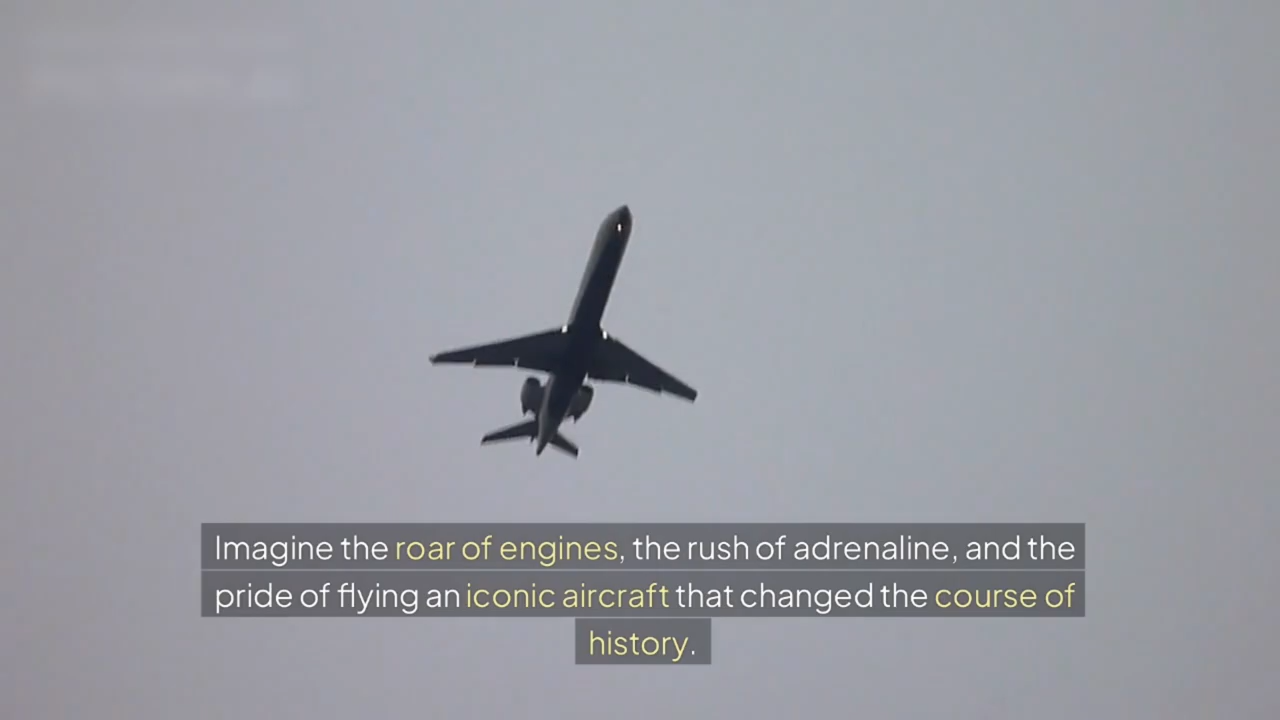 Imagine the roar of engines, the rush of adrenaline, and the
pride of flying an iconic aircraft that changed the course of
history.